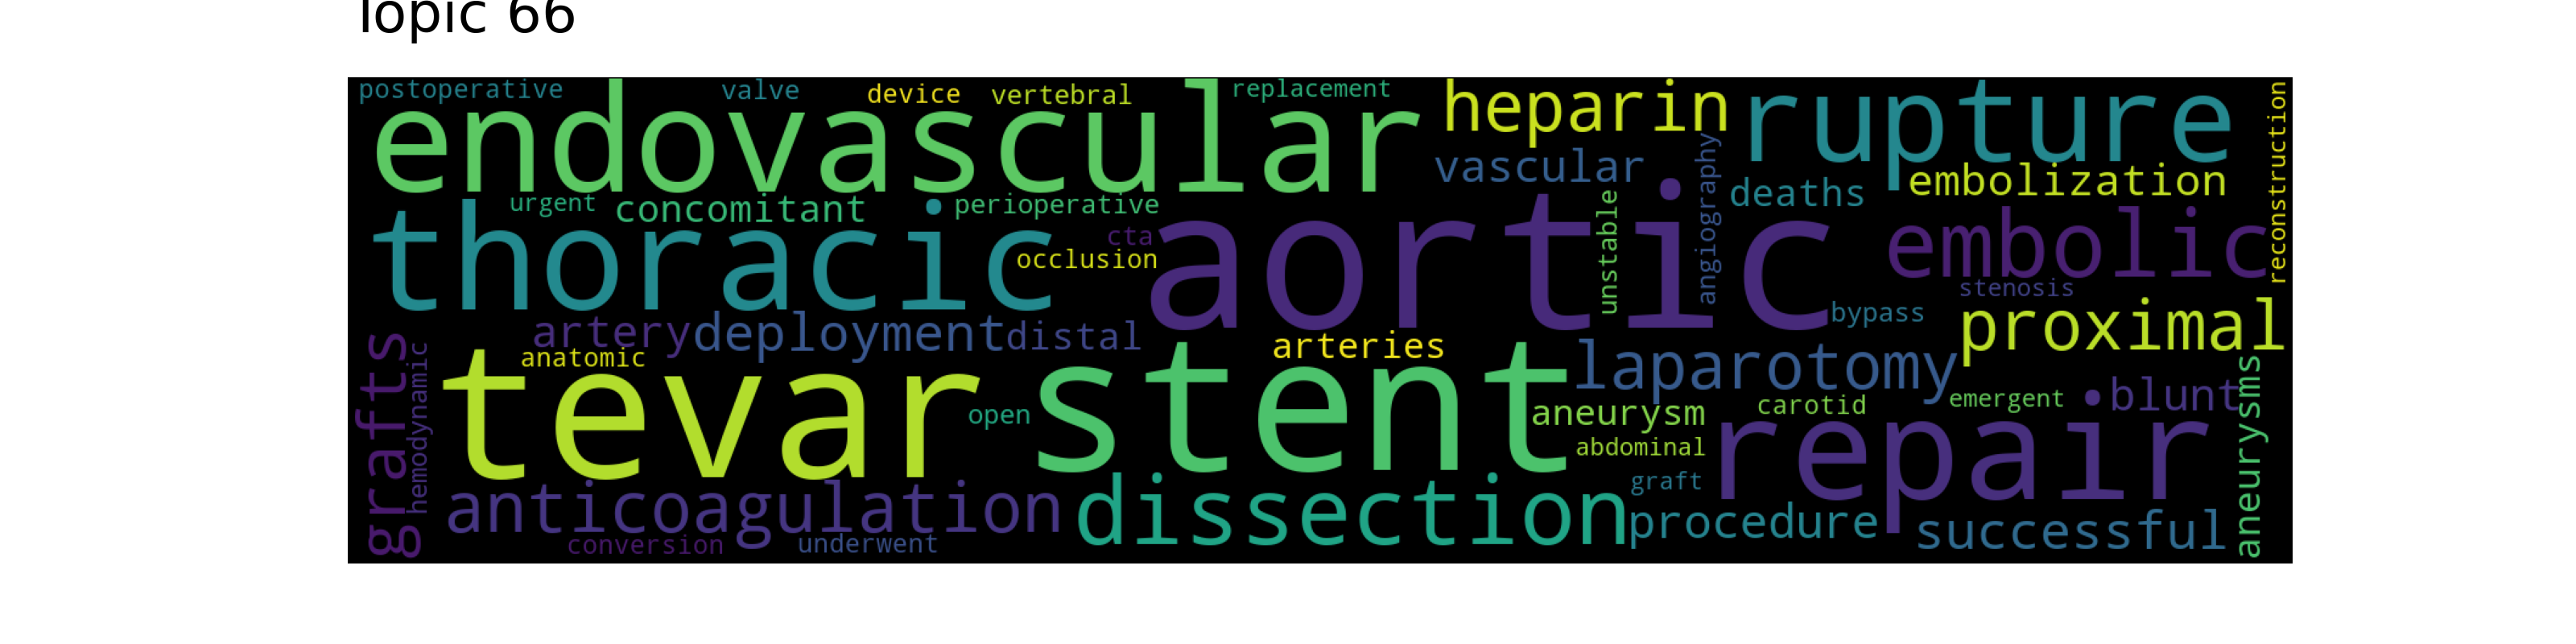 Topic 66
postoperative valve device vertebral replacement
endovascular heparin rupture
reconstruction
vascular angiography deaths embolization
urgent concomitant perioperative unstable
thoracic cta aortic embolic
occlusion stenosis
artery deployment distal bypass proximal
anatomic arteries laparotomy
grafts hemodynamic tevar open stent aneurysm carotid emergent blunt
abdominal repair aneurysms
graft
anticoagulation dissection procedure successful
conversion underwent